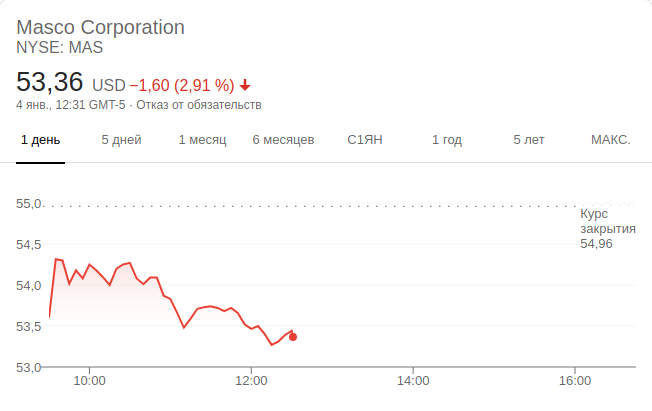 Masco Corporation
NYSE: MAS
53,36 USD −1,60 (2,91 %)
4 янв., 12:31 GMT-5 · Отказ от обязательств
1 день 5 дней 1 месяц 6 месяцев С1ЯН 1 год 5 лет МАКС.
55,0
Курс
закрытия
54,96
54,5
54,0
53,5
53,0
10:00 12:00 14:00 16:00